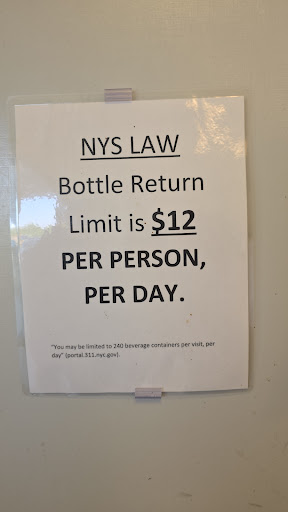 NYS LAW
Bottle Return
Limit is $12
PER PERSON,
PER DAY.
"You may be limited to 240 beverage containers per visit, per
day" (portal.311.nyc.gov).